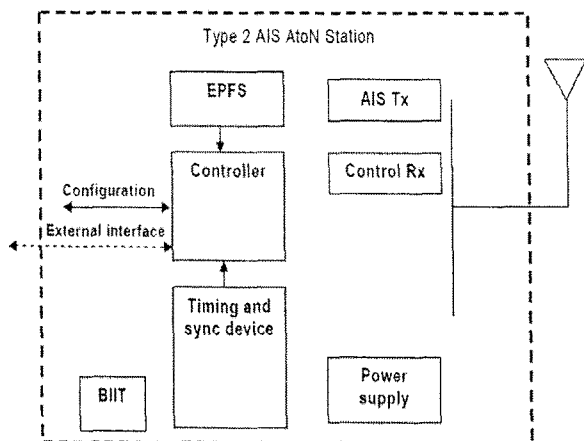 Type 2 AIS AtoN Station
EPFS
AIS Tx
Controller
Control Rx
Configuration
External interface
Timing and
sync device
BIIT
Power
supply